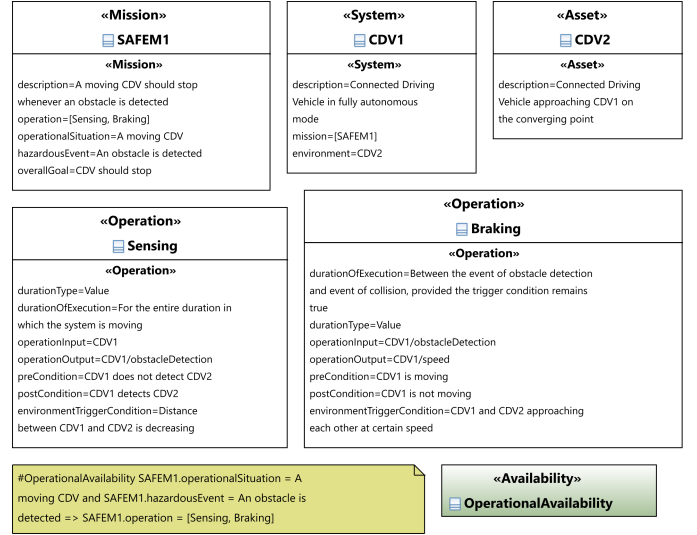 «Mission»
SAFEM1
«Mission»
description=A moving CDV should stop
whenever an obstacle is detected
operation=[Sensing, Braking]
operationalSituation=A moving CDV
hazardousEvent=An obstacle is detected
overallGoal=CDV should stop
«System»
CDV1
«System»
description=Connected Driving
Vehicle in fully autonomous
mode
mission=[SAFEM1]
environment=CDV2
«Asset»
CDV2
«Asset»
description=Connected Driving
Vehicle approaching CDV1 on
the converging point
«Operation»
Sensing
«Operation»
durationType=Value
durationOfExecution=For the entire duration in
which the system is moving
operationInput=CDV1
operationOutput=CDV1/obstacleDetection
preCondition=CDV1 does not detect CDV2
postCondition=CDV1 detects CDV2
environmentTriggerCondition=Distance
between CDV1 and CDV2 is decreasing
«Operation»
Braking
«Operation»
durationOfExecution=Between the event of obstacle detection
and event of collision, provided the trigger condition remains
true
durationType=Value
operationInput=CDV1/obstacleDetection
operationOutput=CDV1/speed
preCondition=CDV1 is moving
postCondition=CDV1 is not moving
environmentTriggerCondition=CDV1 and CDV2 approaching
each other at certain speed
#OperationalAvailability SAFEM1.operationalSituation = A
moving CDV and SAFEM1.hazardousEvent = An obstacle is
detected => SAFEM1.operation = [Sensing, Braking]
«Availability»
OperationalAvailability